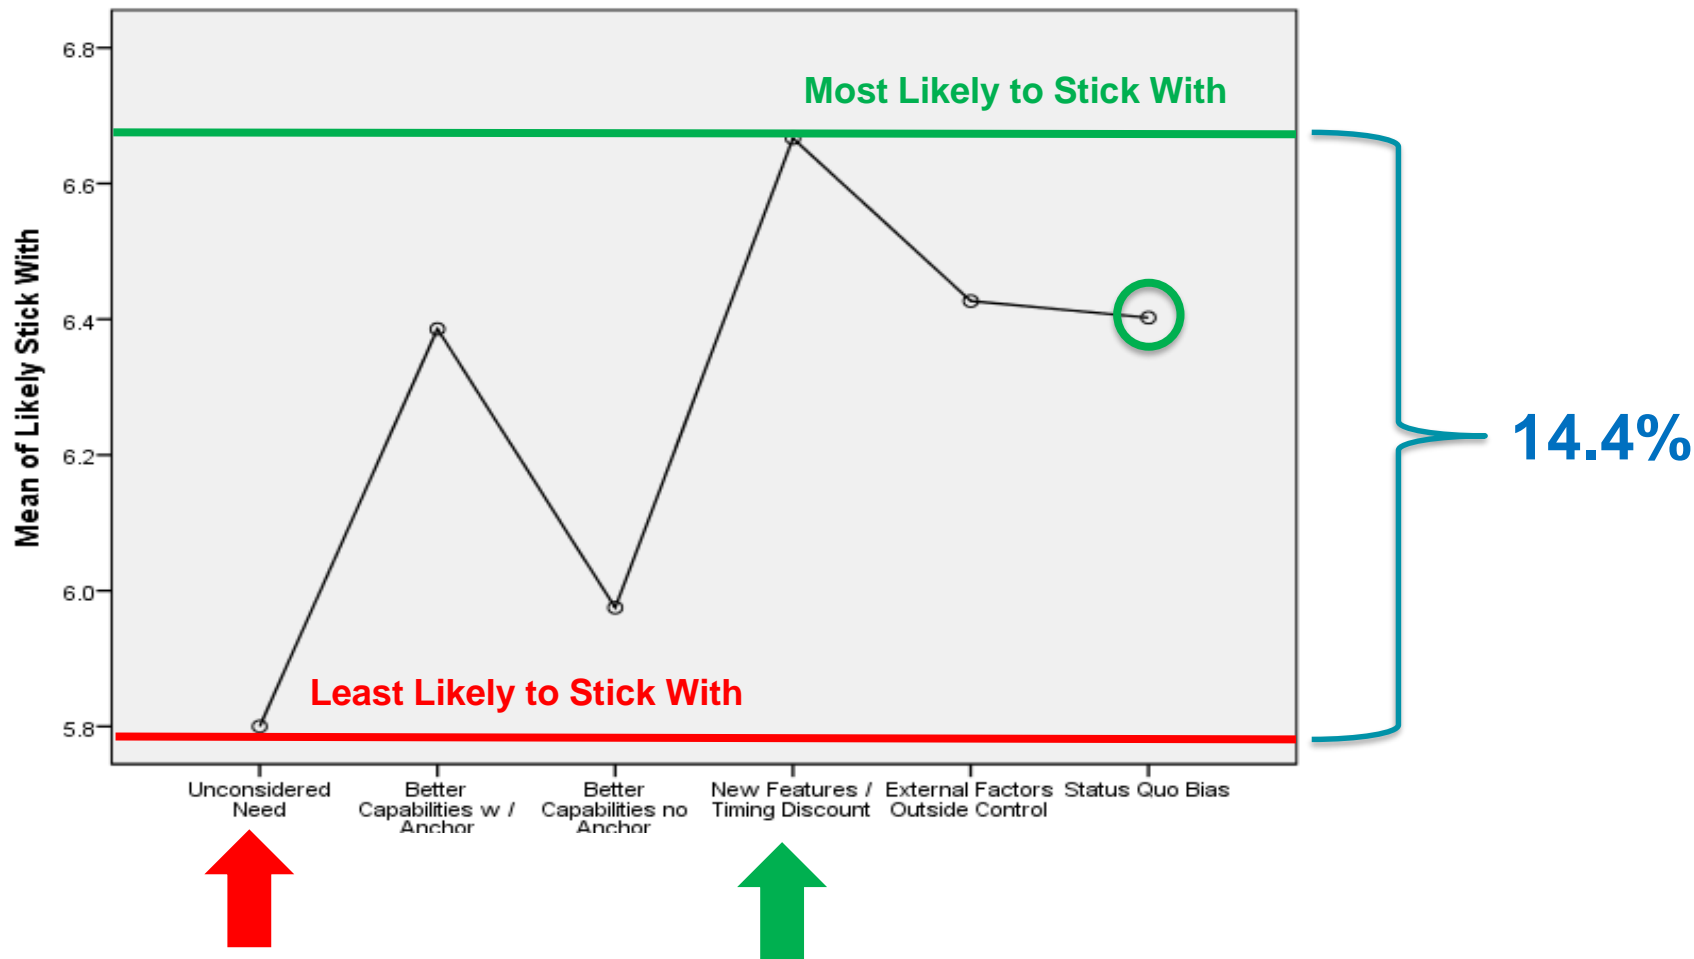 6.8
6.6
6.4
6.2
6.0
5.8
Mean of Likely Stick With
Most Likely to Stick With
Least Likely to Stick With
14.4%
Unconsidered
Need
Better
Capabilities w /
Anchor
Better
Capabilities no
Anchor
New Features /
Timing Discount
External Factors
Outside Control
Status Quo Bias